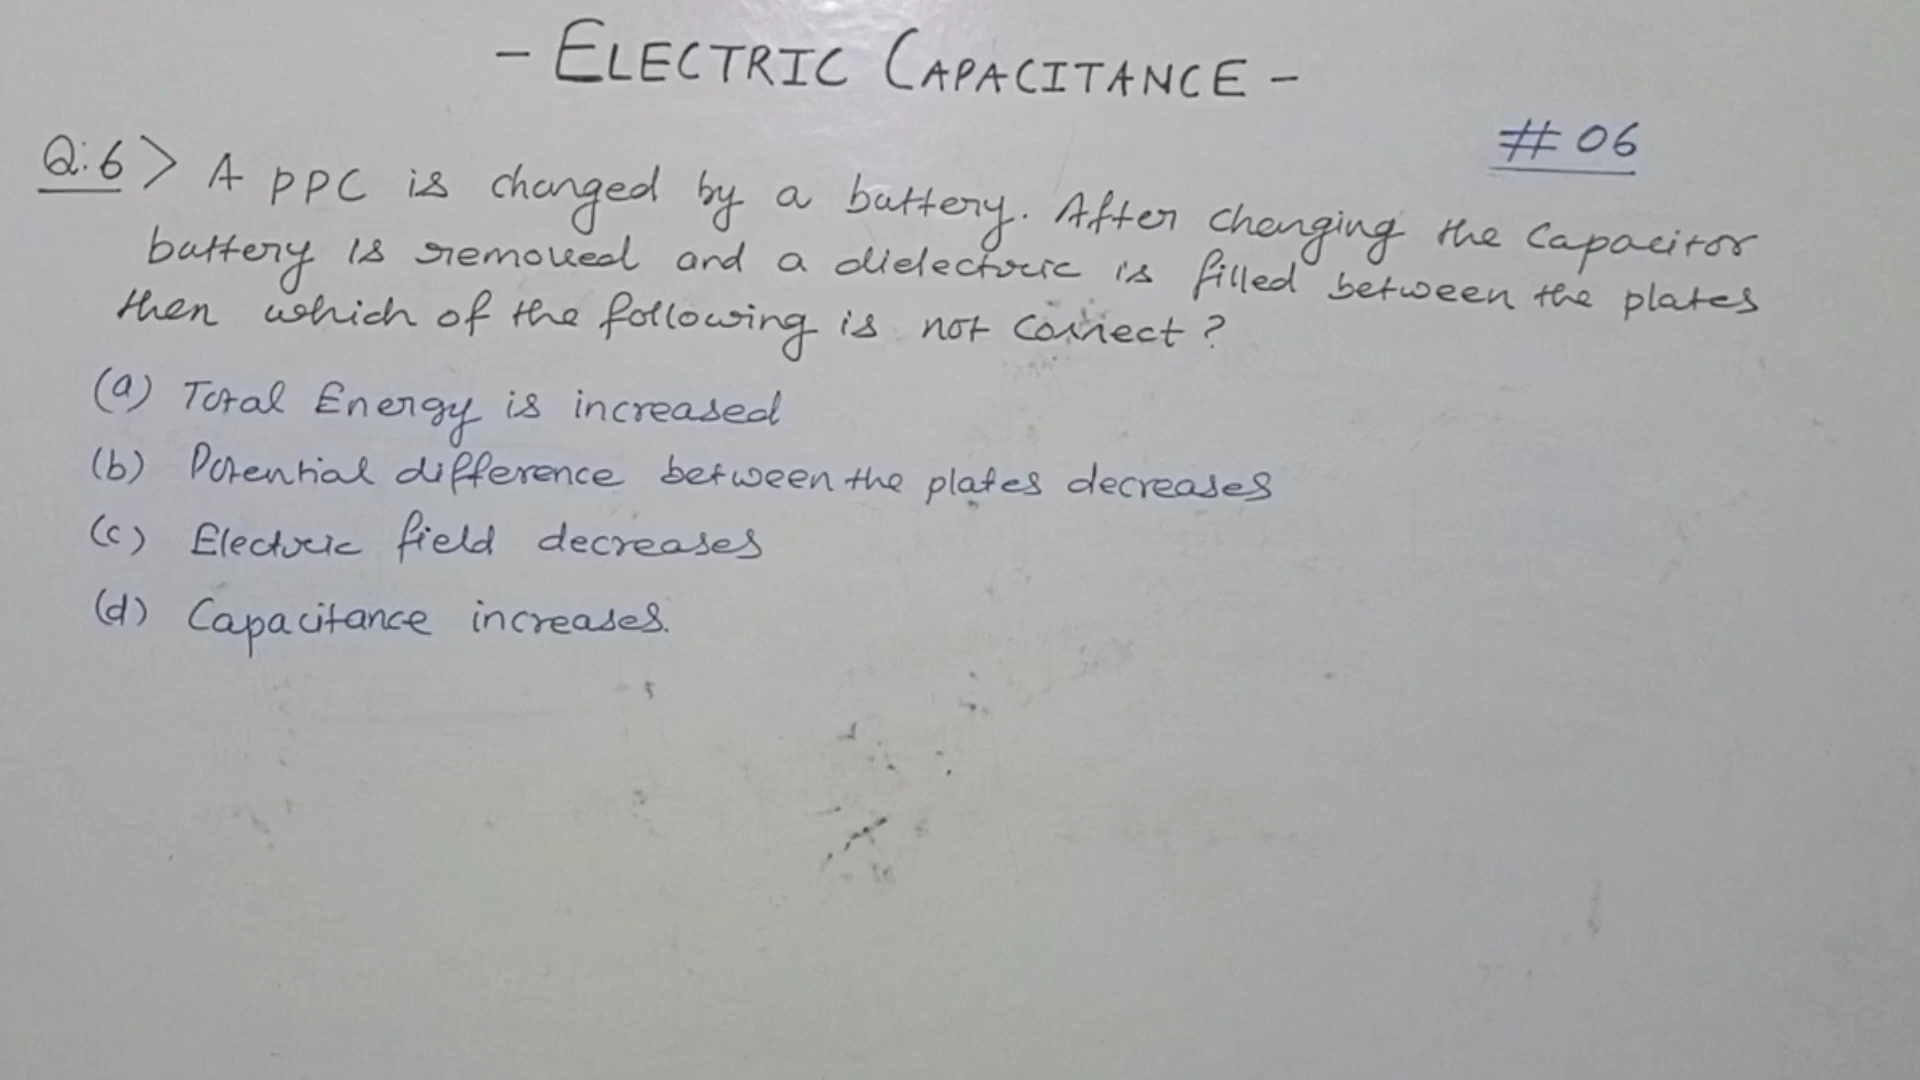 - ELECTRIC CAPACITANCE -
# 06
Q:6> A PPC is charged by a battery. After charging the Capacitor
battery is removed and a dielectric is filled between the plates
then which of the following is not correct?
(a) Total Energy is increased
(b) Potential difference between the plates decreases
(c) Electric field decreases
(d) Capacitance increases.